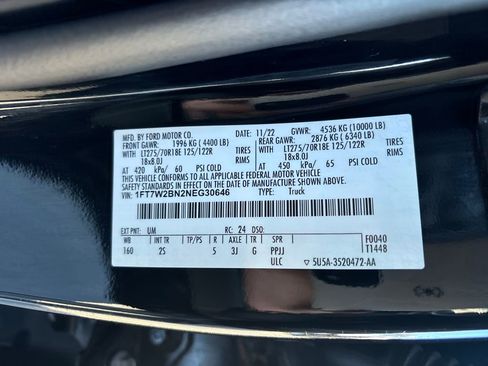 MFD. BY FORD MOTOR CO.
11/22 GVWR: 4536 KG (10000 LB)
FRONT GAWR: 1996 KG ( 4400 LB) REAR GAWR: 2876 KG ( 6340 LB)
LT275/70R18E 125/122R TIRES LT275/70R18E 125/122R TIRES
18x8.0J RIMS 18x8.0J RIMS
AT 420 kPa/ 60 PSI COLD AT 450 kPa/ 65 PSI COLD
THIS VEHICLE CONFORMS TO ALL APPLICABLE FEDERAL MOTOR VEHICLE
SAFETY STANDARD IN EFFECT ON THE DATE OF MANUFACTURE SHOWN ABOVE.
VIN: 1FT7W2BN2NEG30646 TYPE: Truck
EXT PNT: UM RC: 24 DSO:
WB INT TR TP/PS R AXLE TR SPR F0040
160 2S 5 3J G PPJJ T1448
ULC ▽ 5U5A-3520472-AA